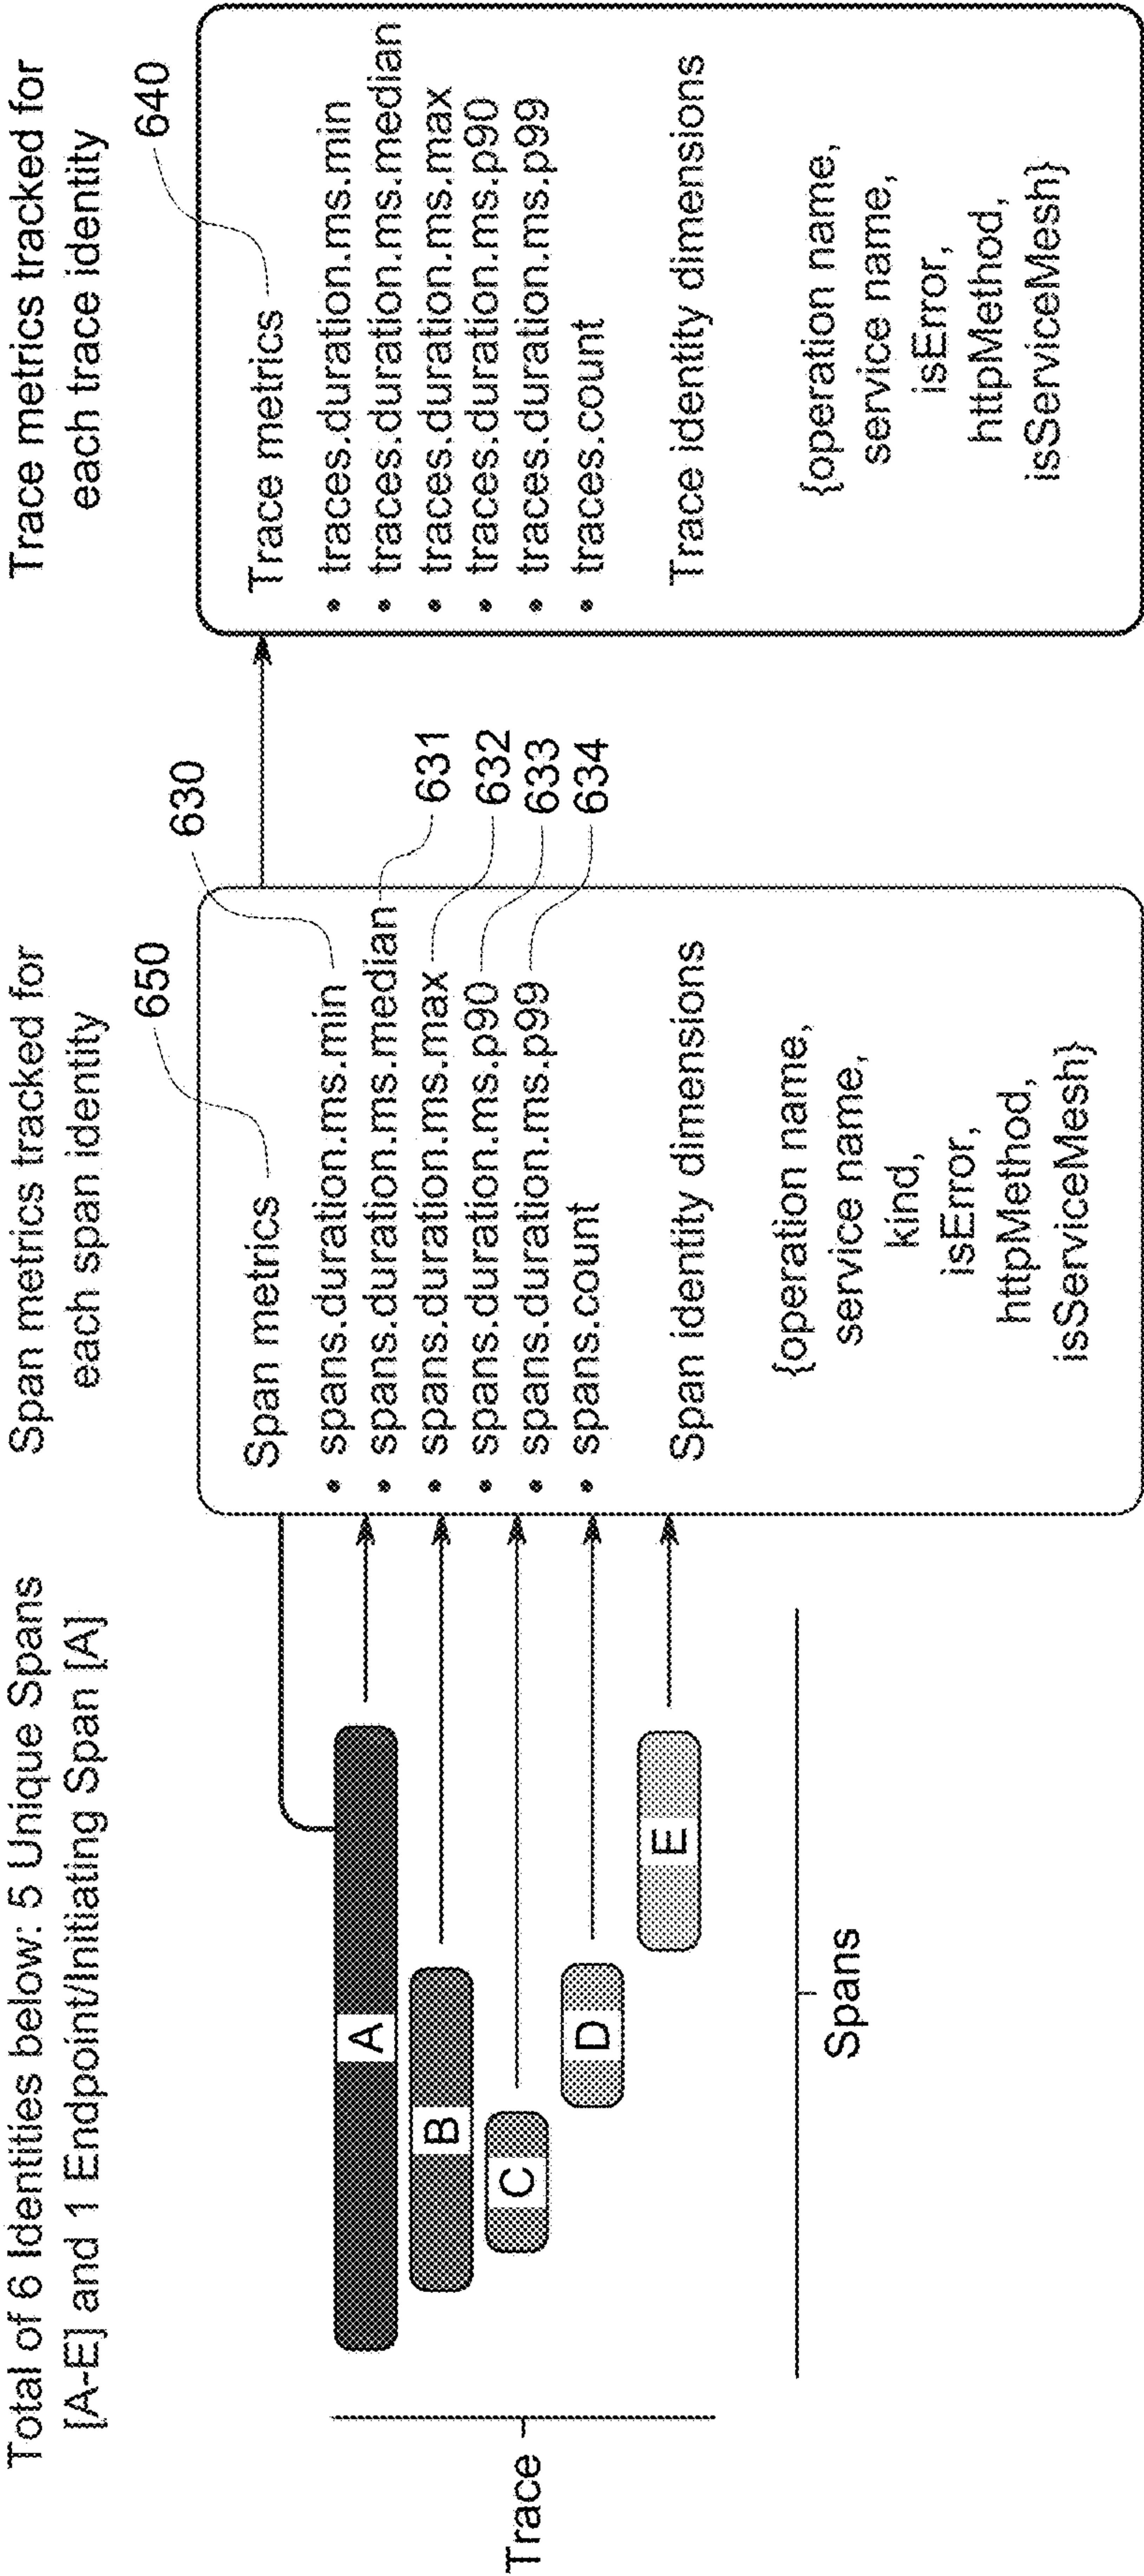 Total of 6 Identities below: 5 Unique Spans
[A-E] and 1 Endpoint/Initiating Span [A]
Trace
A
B
C
D
E
Spans
Span metrics tracked for
each span identity
650
630
Span metrics
• spans.duration.ms.min
• spans.duration.ms.median
• spans.duration.ms.max
• spans.duration.ms.p90
• spans.duration.ms.p99
• spans.count
631
632
633
634
Span identity dimensions
{operation name,
service name,
kind,
isError,
httpMethod,
isServiceMesh}
Trace metrics tracked for
each trace identity
640
Trace metrics
• traces.duration.ms.min
• traces.duration.ms.median
• traces.duration.ms.max
• traces.duration.ms.p90
• traces.duration.ms.p99
• traces.count
Trace identity dimensions
{operation name,
service name,
isError,
httpMethod,
isServiceMesh}